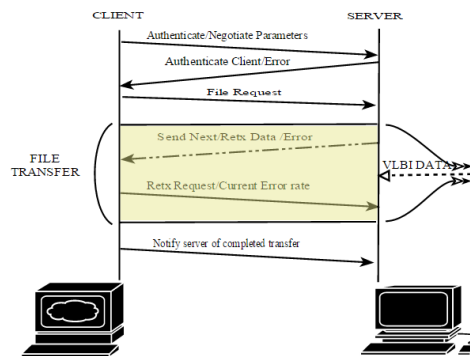 CLIENT
SERVER
Authenticate/Negotiate Parameters
Authenticate Client/Error
File Request
Send Next/Retx Data /Error
FILE
TRANSFER
VLBI DATA
Retx Request/Current Error rate
Notify server of completed transfer